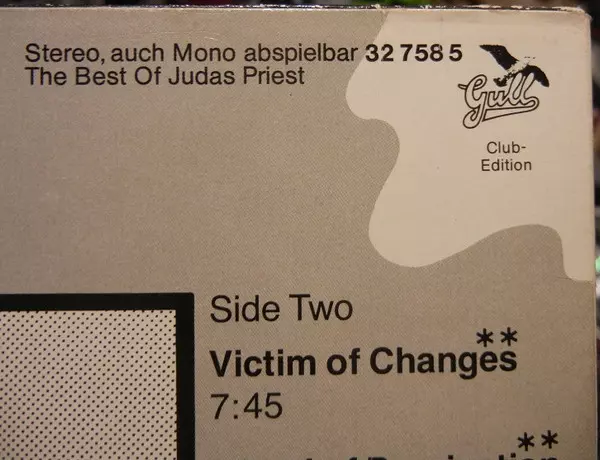 Stereo, auch Mono abspielbar 32 758 5
The Best Of Judas Priest
Gull
Club-
Edition
Side Two
**
Victim of Changes
7:45
**